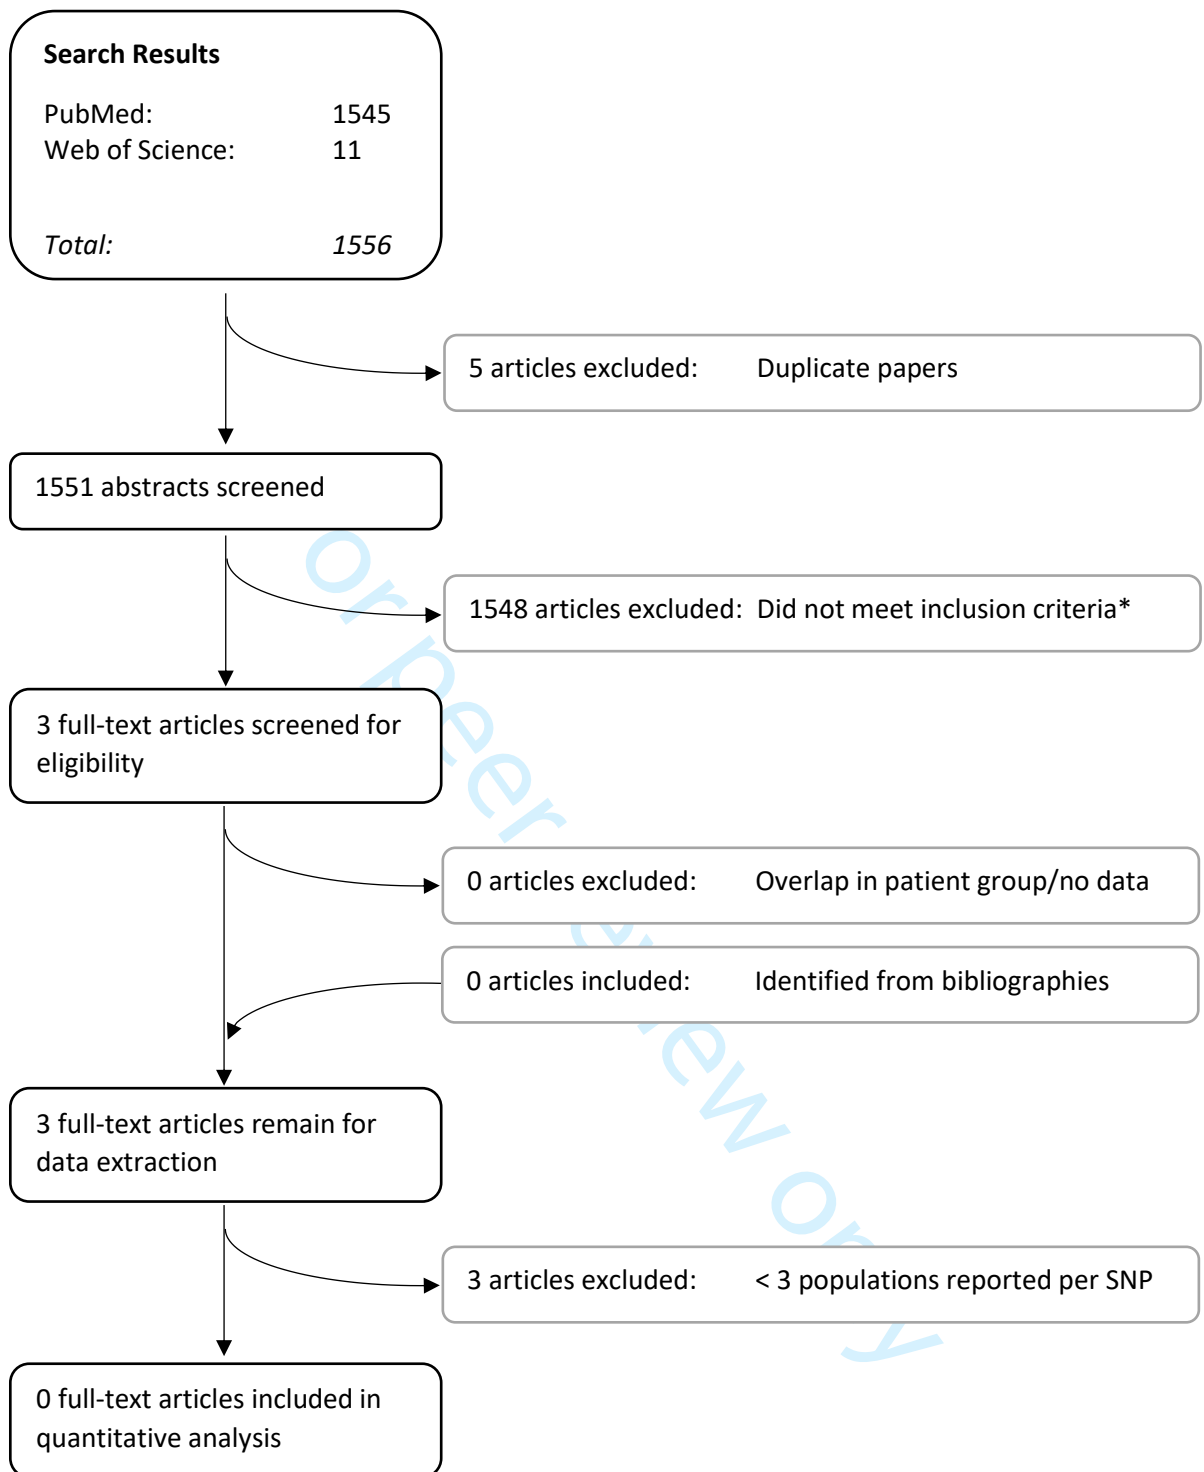 Search Results
PubMed: 1545
Web of Science: 11
Total: 1556
5 articles excluded: Duplicate papers
1551 abstracts screened
1548 articles excluded: Did not meet inclusion criteria*
3 full-text articles screened for
eligibility
0 articles excluded: Overlap in patient group/no data
0 articles included: Identified from bibliographies
3 full-text articles remain for
data extraction
3 articles excluded: < 3 populations reported per SNP
0 full-text articles included in
quantitative analysis
or peer